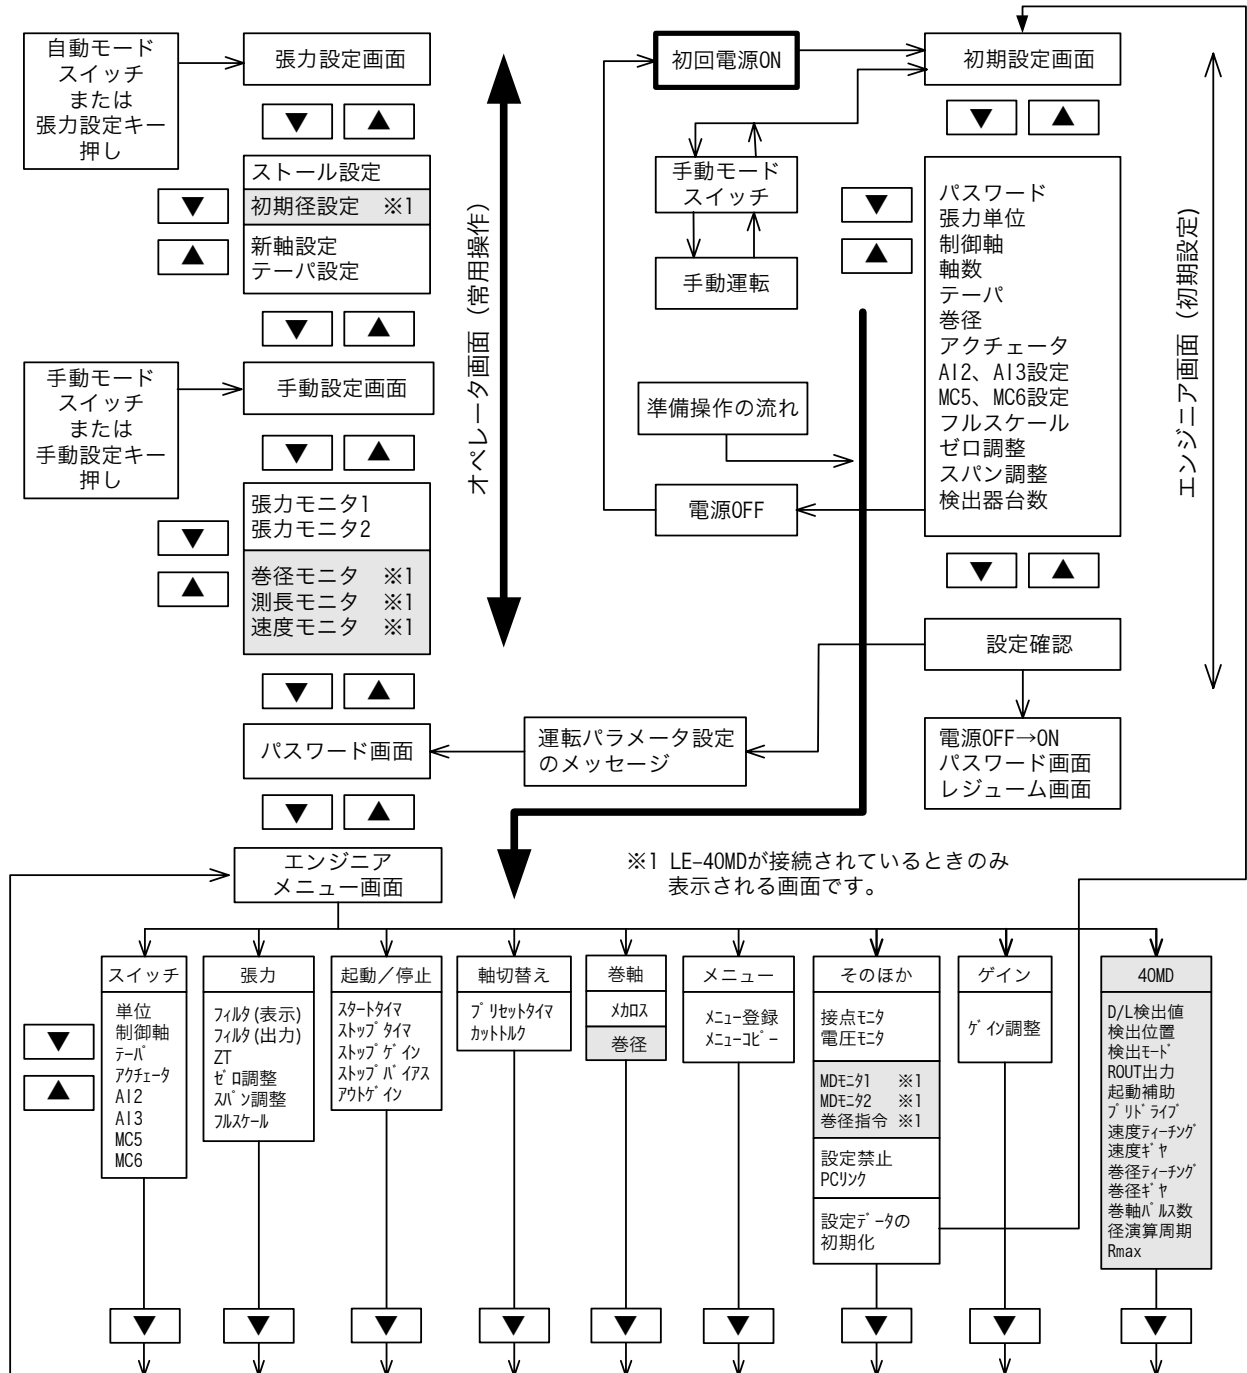 自動モード
スイッチ
または
張力設定キー
押し
張力設定画面
▼
▲
ストール設定
初期径設定 ※1
新軸設定
テーパ設定
▼
▲
▼
▲
手動モード
スイッチ
または
手動設定キー
押し
手動設定画面
▼
▲
張力モニタ1
張力モニタ2
巻径モニタ ※1
測長モニタ ※1
速度モニタ ※1
▼
▲
▼
▲
パスワード画面
▼
▲
オペレータ画面（常用操作）
初回電源ON
手動モード
スイッチ
手動運転
準備操作の流れ
電源OFF
運転パラメータ設定
のメッセージ
初期設定画面
▼
▲
▼
▲
パスワード
張力単位
制御軸
軸数
テーパ
巻径
アクチェータ
AI2、AI3設定
MC5、MC6設定
フルスケール
ゼロ調整
スパン調整
検出器台数
▼
▲
設定確認
電源OFF→ON
パスワード画面
レジューム画面
エンジニア画面（初期設定）
※1 LE-40MDが接続されているときのみ
表示される画面です。
エンジニア
メニュー画面
▼
▲
スイッチ
単位
制御軸
ﾃｰﾊﾟ
ｱｸﾁｪｰﾀ
AI2
AI3
MC5
MC6
▼
張力
ﾌｨﾙﾀ(表示)
ﾌｨﾙﾀ(出力)
ZT
ｾﾞﾛ調整
ｽﾊﾟﾝ調整
ﾌﾙｽｹｰﾙ
▼
起動／停止
ｽﾀｰﾄﾀｲﾏ
ｽﾄｯﾌﾟﾀｲﾏ
ｽﾄｯﾌﾟｹﾞｲﾝ
ｽﾄｯﾌﾟﾊﾞｲｱｽ
ｱｳﾄｹﾞｲﾝ
▼
軸切替え
ﾌﾟﾘｾｯﾄﾀｲﾏ
ｶｯﾄﾄﾙｸ
▼
巻軸
ﾒｶﾛｽ
巻径
▼
メニュー
ﾒﾆｭｰ登録
ﾒﾆｭｰｺﾋﾟｰ
▼
そのほか
接点ﾓﾆﾀ
電圧ﾓﾆﾀ
MDﾓﾆﾀ1 ※1
MDﾓﾆﾀ2 ※1
巻径指令 ※1
設定禁止
PCﾘﾝｸ
設定ﾃﾞｰﾀの
初期化
▼
ゲイン
ｹﾞｲﾝ調整
▼
40MD
D/L検出値
検出位置
検出ﾓｰﾄﾞ
ROUT出力
起動補助
ﾌﾟﾘﾄﾞﾗｲﾌﾞ
速度ﾃｨｰﾁﾝｸﾞ
速度ｷﾞﾔ
巻径ﾃｨｰﾁﾝｸﾞ
巻径ｷﾞﾔ
巻軸ﾊﾟﾙｽ数
径演算周期
Rmax
▼